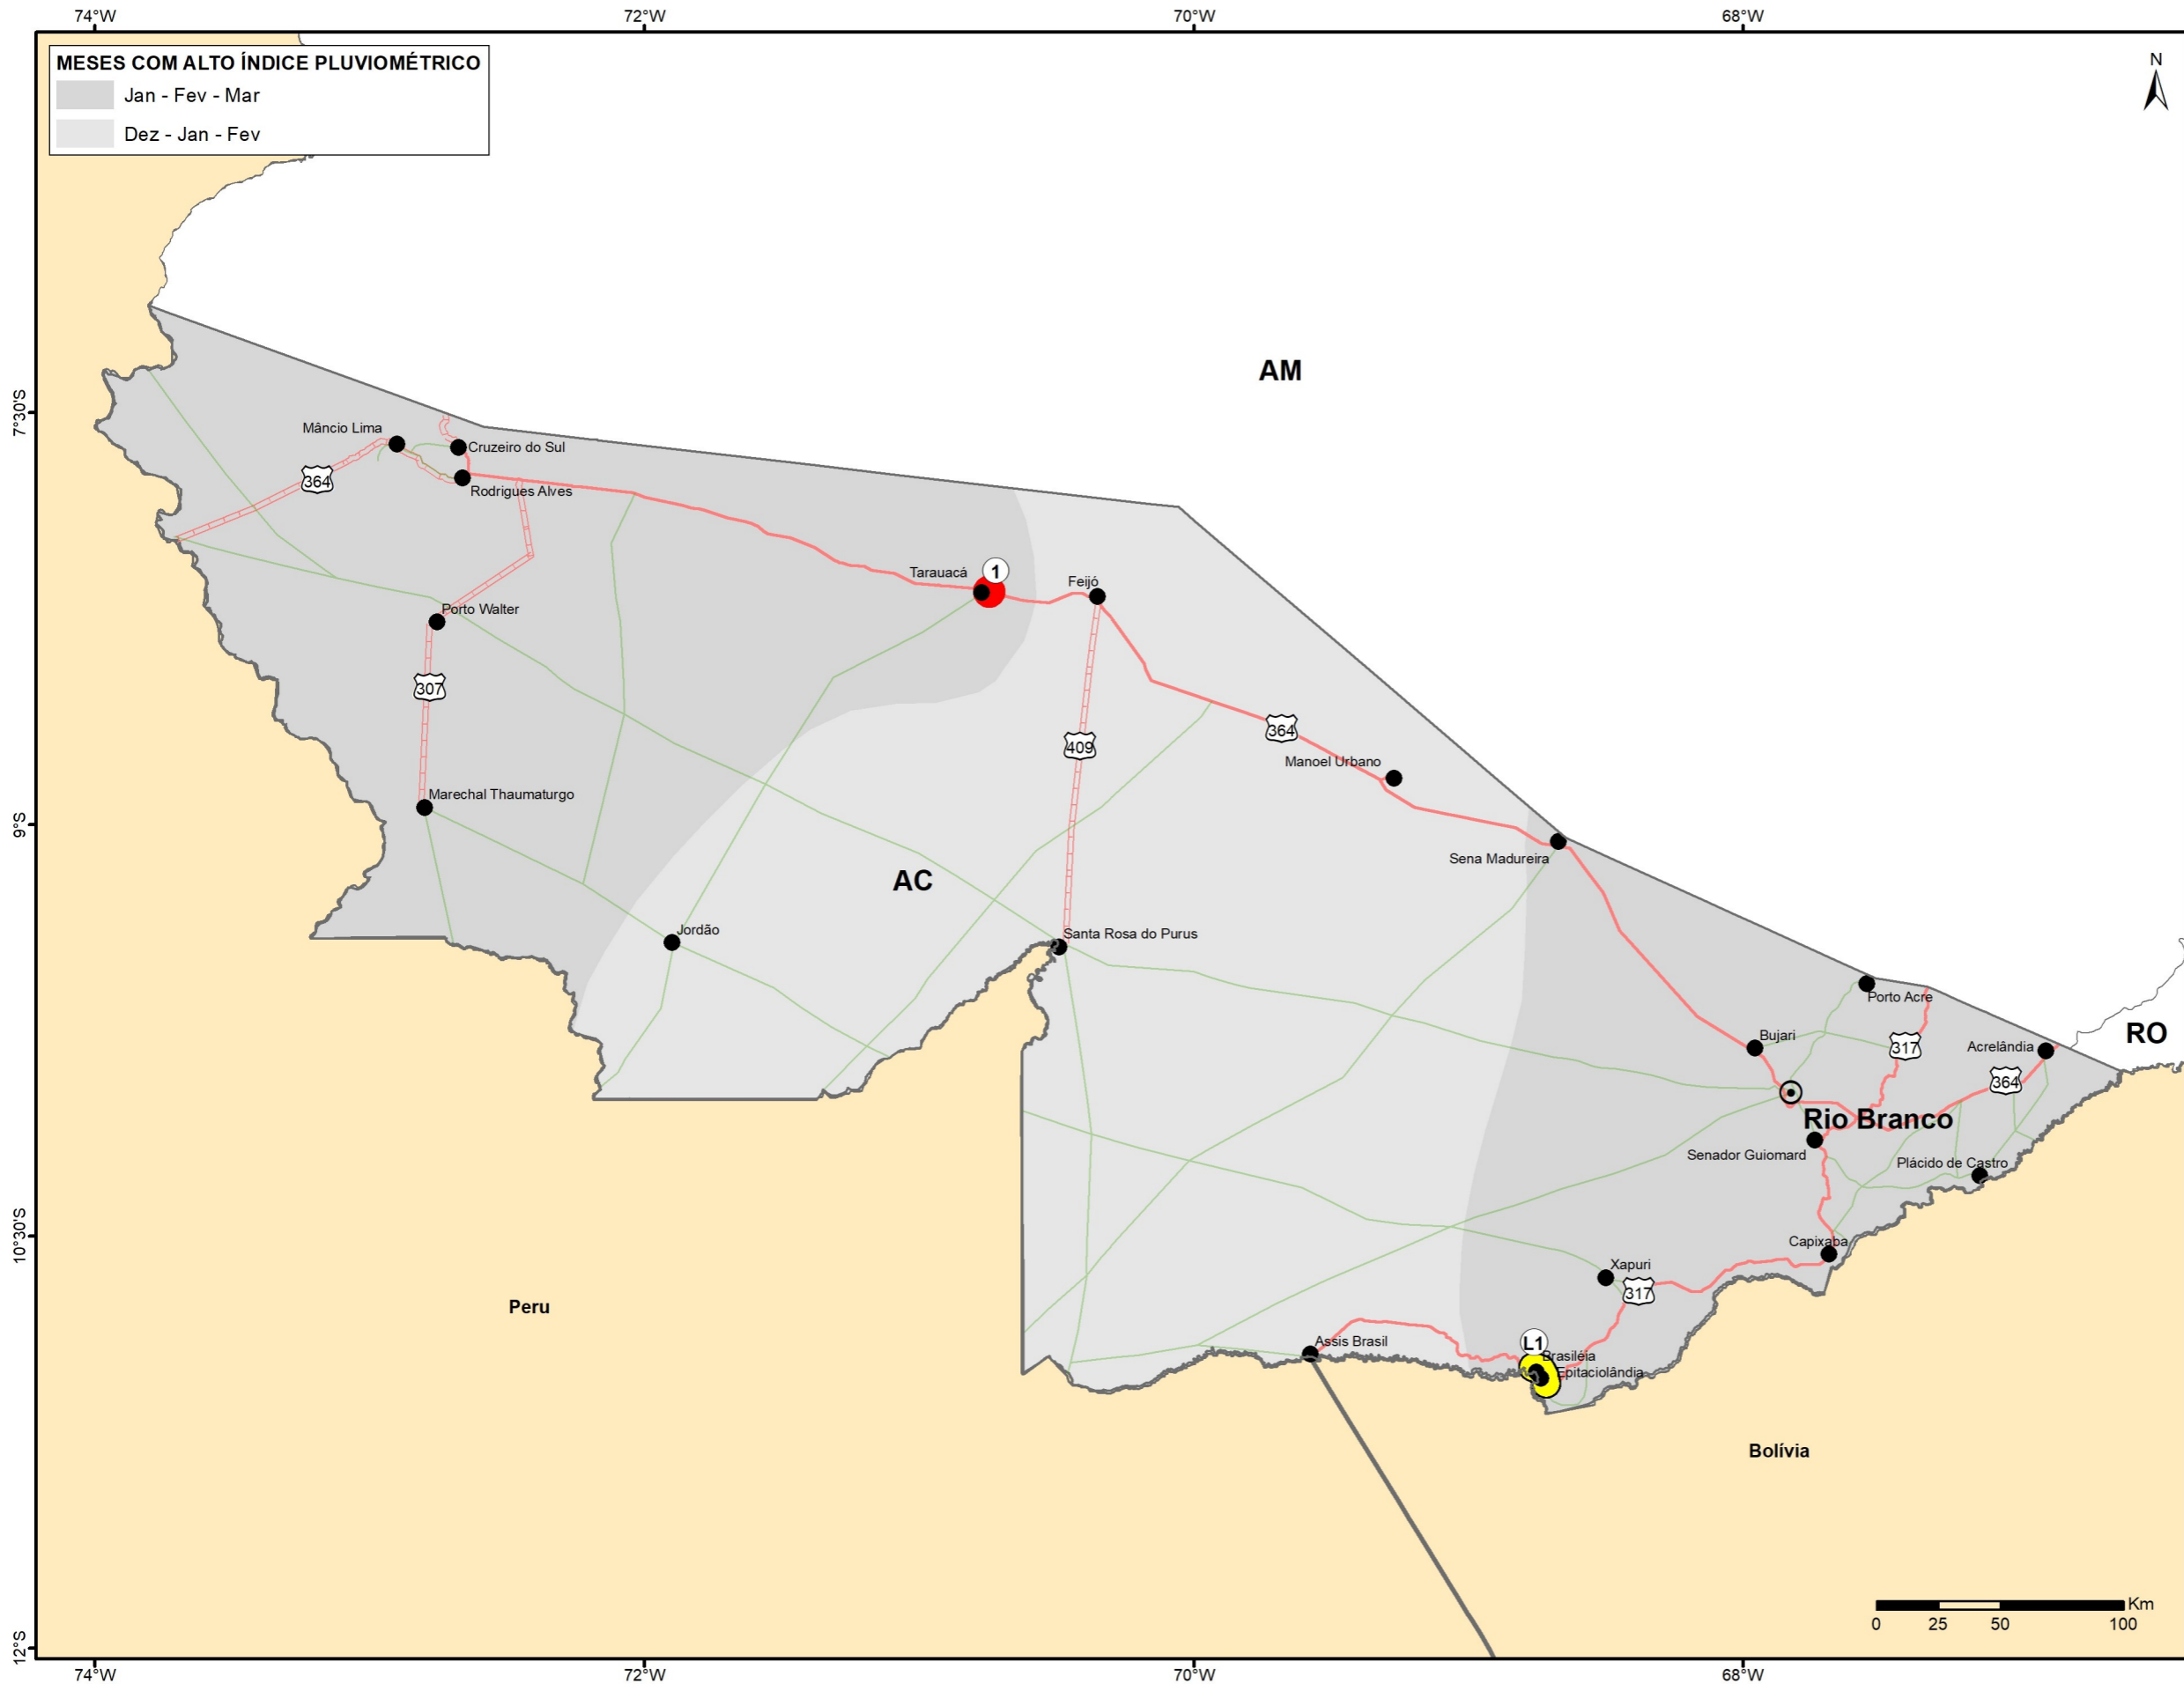 74°W
72°W
70°W
68°W
MESES COM ALTO ÍNDICE PLUVIOMÉTRICO
Jan - Fev - Mar
Dez - Jan - Fev
N
AM
7°30'S
Mâncio Lima
Cruzeiro do Sul
364
Rodrigues Alves
Tarauacá
1
Feijó
Porto Walter
307
364
409
Manoel Urbano
Marechal Thaumaturgo
9°S
Sena Madureira
AC
Jordão
Santa Rosa do Purus
Porto Acre
RO
Bujari
317
Acrelândia
364
Rio Branco
Senador Guiomard
Plácido de Castro
10°30'S
Capixaba
Xapuri
317
Peru
Assis Brasil
L1
Brasiléia
Epitaciolândia
Bolívia
Km
0
25
50
100
12°S
74°W
72°W
70°W
68°W